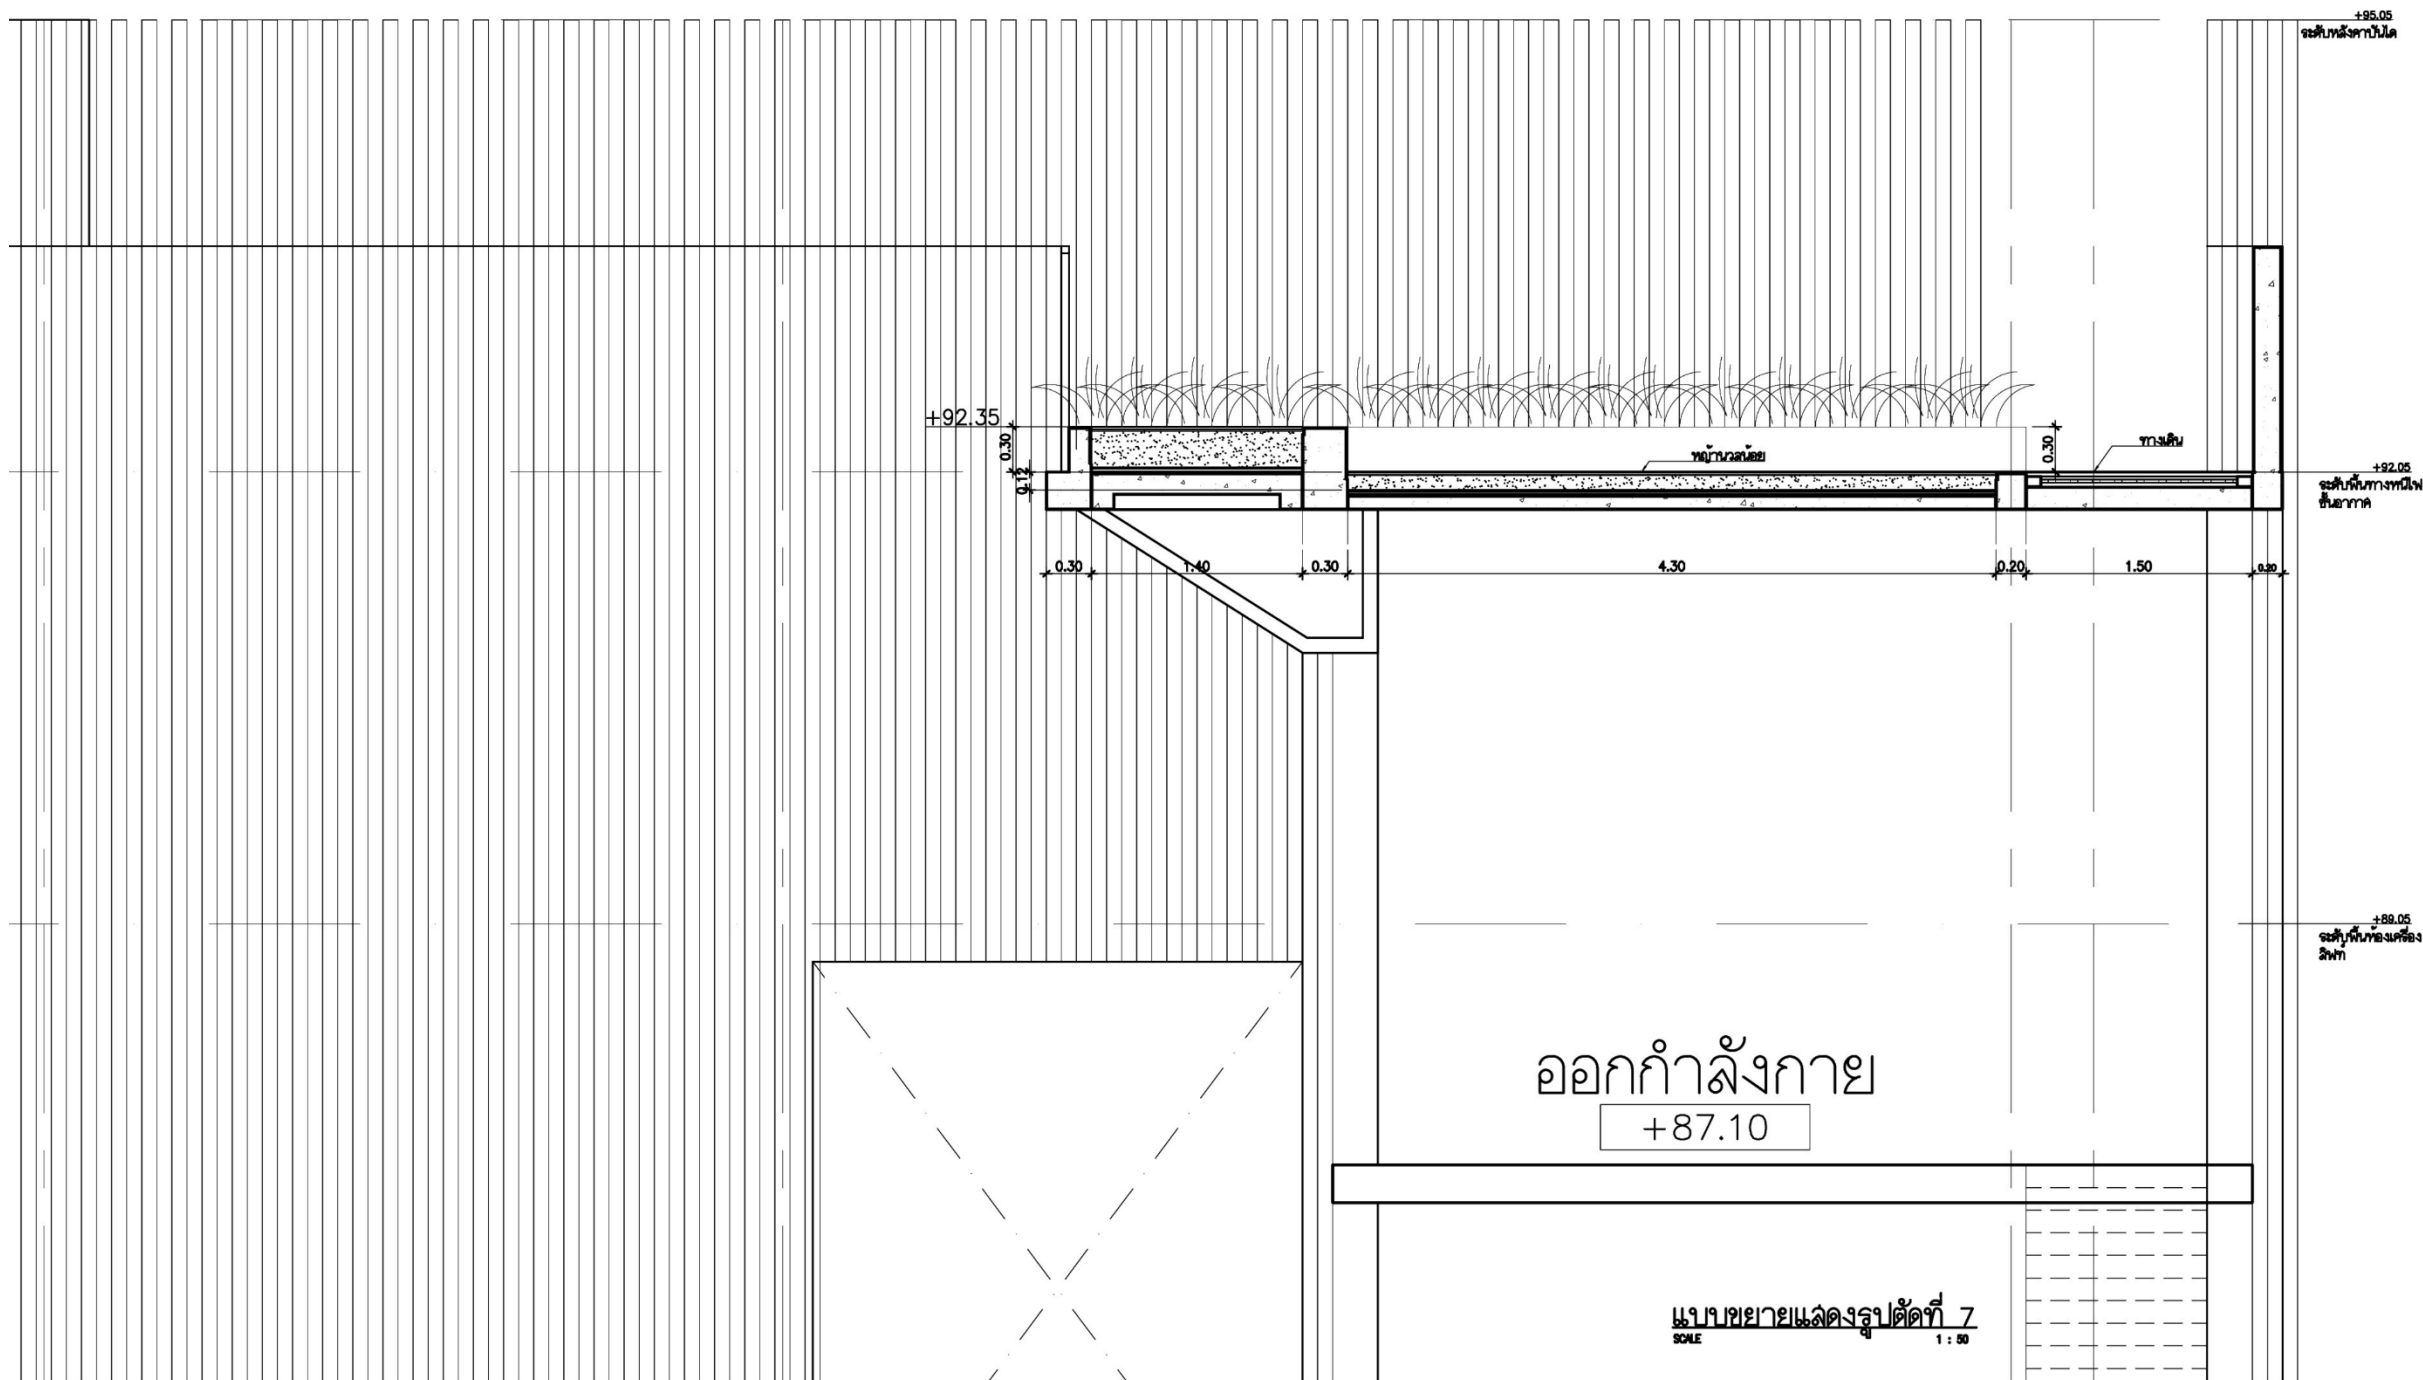 +95.05
ระดับหลังคาบันได
+92.35
0.30
0.12
หญ้านวลน้อย
0.30
ทางเดิน
+92.05
ระดับพื้นทางหนีไฟ
ชั้นอากาศ
0.30
1.40
0.30
4.30
0.20
1.50
0.20
+89.05
ระดับพื้นห้องเครื่อง
ลิฟท์
ออกกำลังกาย
+87.10
แบบขยายแสดงรูปตัดที่ 7
SCALE 1 : 50